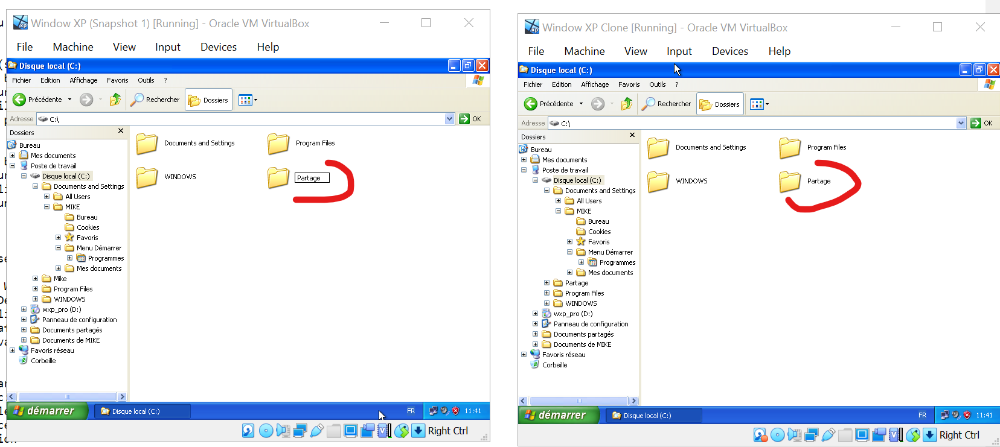 Window XP (Snapshot 1) [Running] - Oracle VM VirtualBox
File Machine View Input Devices Help
Disque local (C:)
Fichier Edition Affichage Favoris Outils ?
Précédente Rechercher Dossiers
Adresse C:\ OK
Dossiers
Bureau
Mes documents
Poste de travail
Disque local (C:)
Documents and Settings
All Users
MIKE
Bureau
Cookies
Favoris
Menu Démarrer
Programmes
Mes documents
Mike
Program Files
WINDOWS
wxp_pro (D:)
Panneau de configuration
Documents partagés
Documents de MIKE
Favoris réseau
Corbeille
Documents and Settings Program Files
WINDOWS Partage
démarrer Disque local (C:) FR 11:41
Right Ctrl
Window XP Clone [Running] - Oracle VM VirtualBox
File Machine View Input Devices Help
Disque local (C:)
Fichier Edition Affichage Favoris Outils ?
Précédente Rechercher Dossiers
Adresse C:\ OK
Dossiers
Bureau
Mes documents
Poste de travail
Disque local (C:)
Documents and Settings
All Users
MIKE
Bureau
Cookies
Favoris
Menu Démarrer
Programmes
Mes documents
Partage
Program Files
WINDOWS
wxp_pro (D:)
Panneau de configuration
Documents partagés
Documents de MIKE
Favoris réseau
Corbeille
Documents and Settings Program Files
WINDOWS Partage
démarrer Disque local (C:) FR 11:41
Right Ctrl